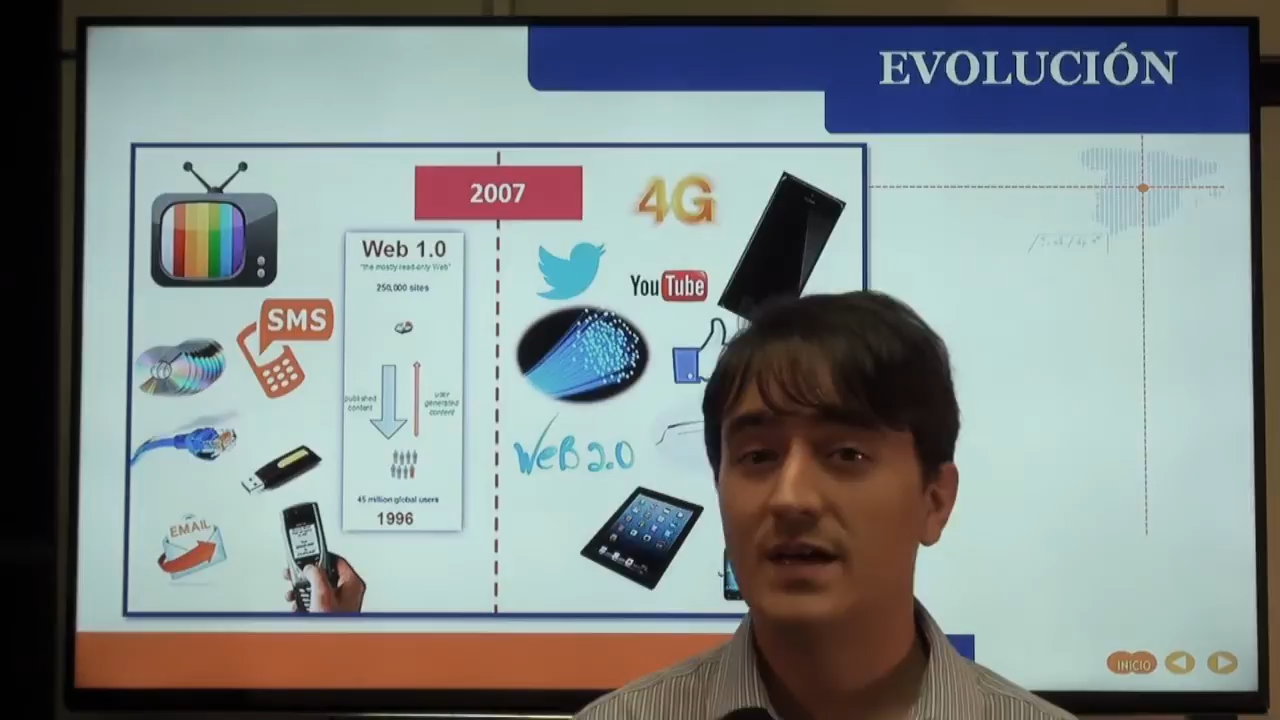 EVOLUCIÓN
2007
4G
Web 1.0
"the mostly read-only Web"
250,000 sites
YouTube
SMS
published
content
user
generated
content
WeB 2.0
45 million global users
1996
EMAIL
INICIO